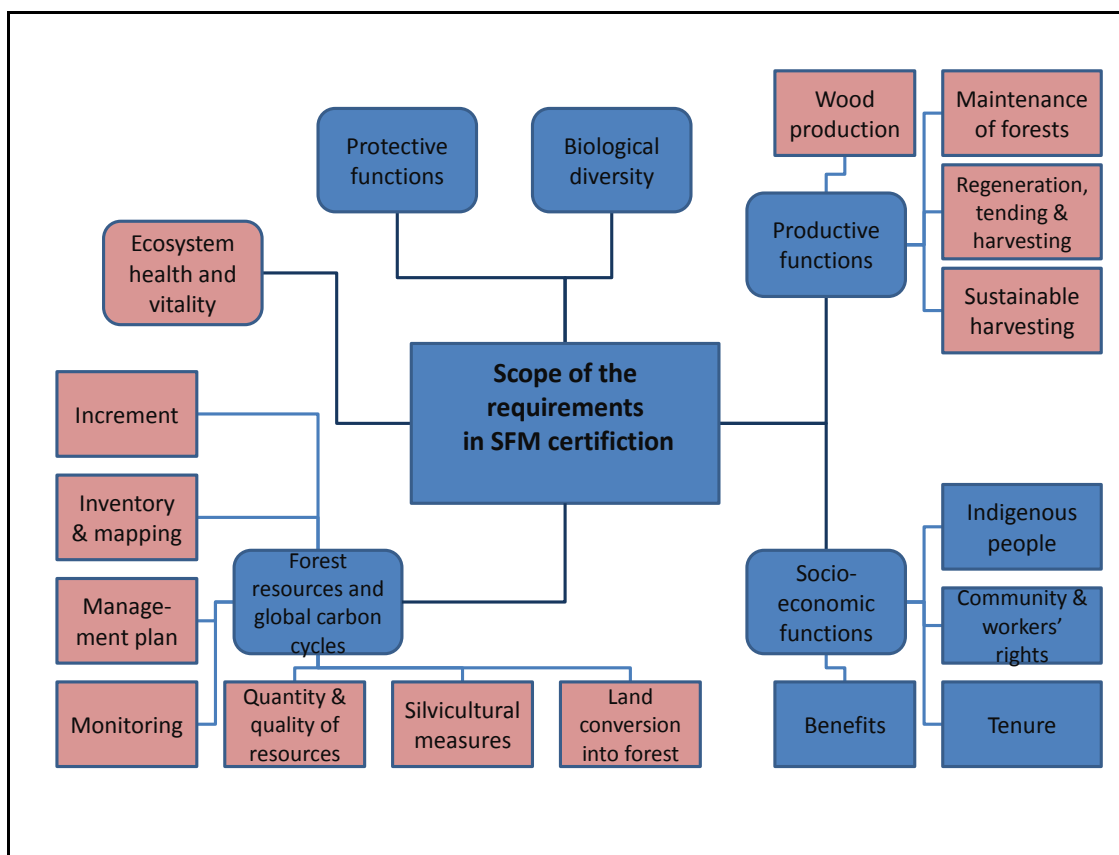 Protective
functions
Biological
diversity
Wood
production
Maintenance
of forests
Regeneration,
tending &
harvesting
Productive
functions
Sustainable
harvesting
Ecosystem
health and
vitality
Scope of the
requirements
in SFM certifiction
Increment
Inventory
& mapping
Manage-
ment plan
Monitoring
Forest
resources and
global carbon
cycles
Quantity &
quality of
resources
Silvicultural
measures
Land
conversion
into forest
Socio-
economic
functions
Indigenous
people
Community &
workers’
rights
Benefits
Tenure